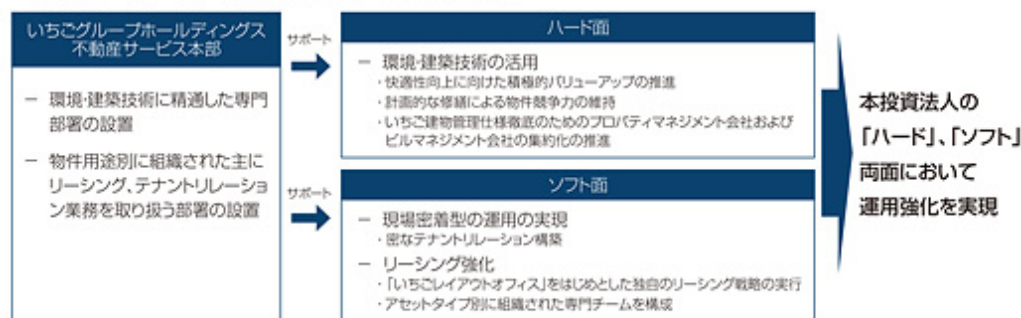 いちごグループホールディングス
不動産サービス本部
－ 環境・建築技術に精通した専門
部署の設置
－ 物件用途別に組織された主に
リーシング、テナントリレーショ
ン業務を取り扱う部署の設置
サポート
ハード面
－ 環境・建築技術の活用
・快適性向上に向けた積極的バリューアップの推進
・計画的な修繕による物件競争力の維持
・いちご建物管理仕様徹底のためのプロパティマネジメント会社および
ビルマネジメント会社の集約化の推進
サポート
ソフト面
－ 現場密着型の運用の実現
・密なテナントリレーション構築
－ リーシング強化
・「いちごレイアウトオフィス」をはじめとした独自のリーシング戦略の実行
・アセットタイプ別に組織された専門チームを構成
本投資法人の
「ハード」、「ソフト」
両面において
運用強化を実現